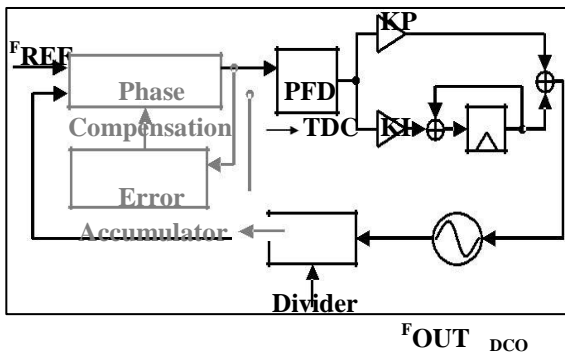 KP
FREF
Phase PFD
Compensation TDC KI
Error
Accumulator
Divider
FOUT DCO